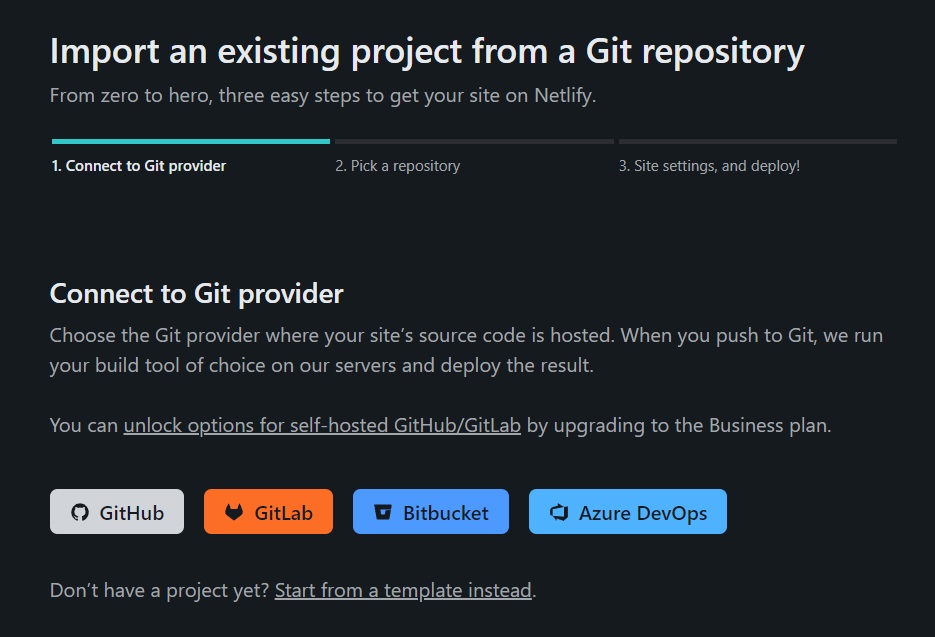 Import an existing project from a Git repository
From zero to hero, three easy steps to get your site on Netlify.
1. Connect to Git provider
2. Pick a repository
3. Site settings, and deploy!
Connect to Git provider
Choose the Git provider where your site’s source code is hosted. When you push to Git, we run
your build tool of choice on our servers and deploy the result.
You can unlock options for self-hosted GitHub/GitLab by upgrading to the Business plan.
GitHub
GitLab
Bitbucket
Azure DevOps
Don’t have a project yet? Start from a template instead.